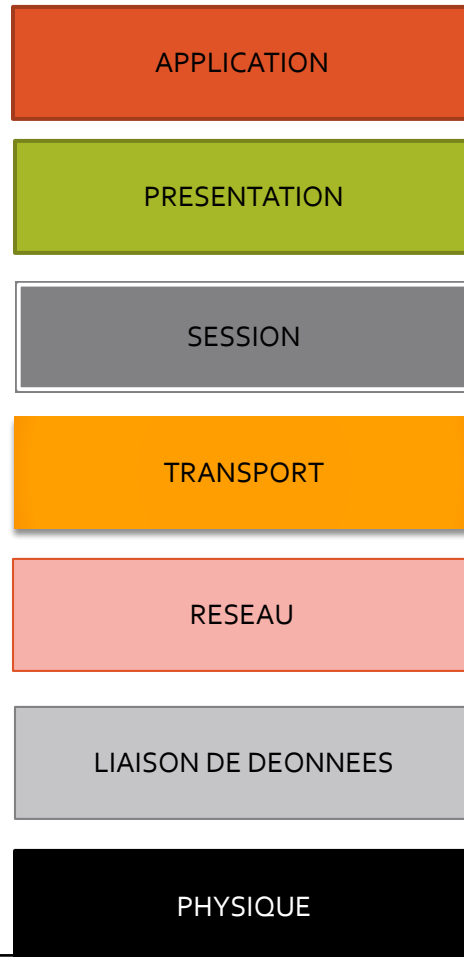 APPLICATION
PRESENTATION
SESSION
TRANSPORT
RESEAU
LIAISON DE DEONNEES
PHYSIQUE